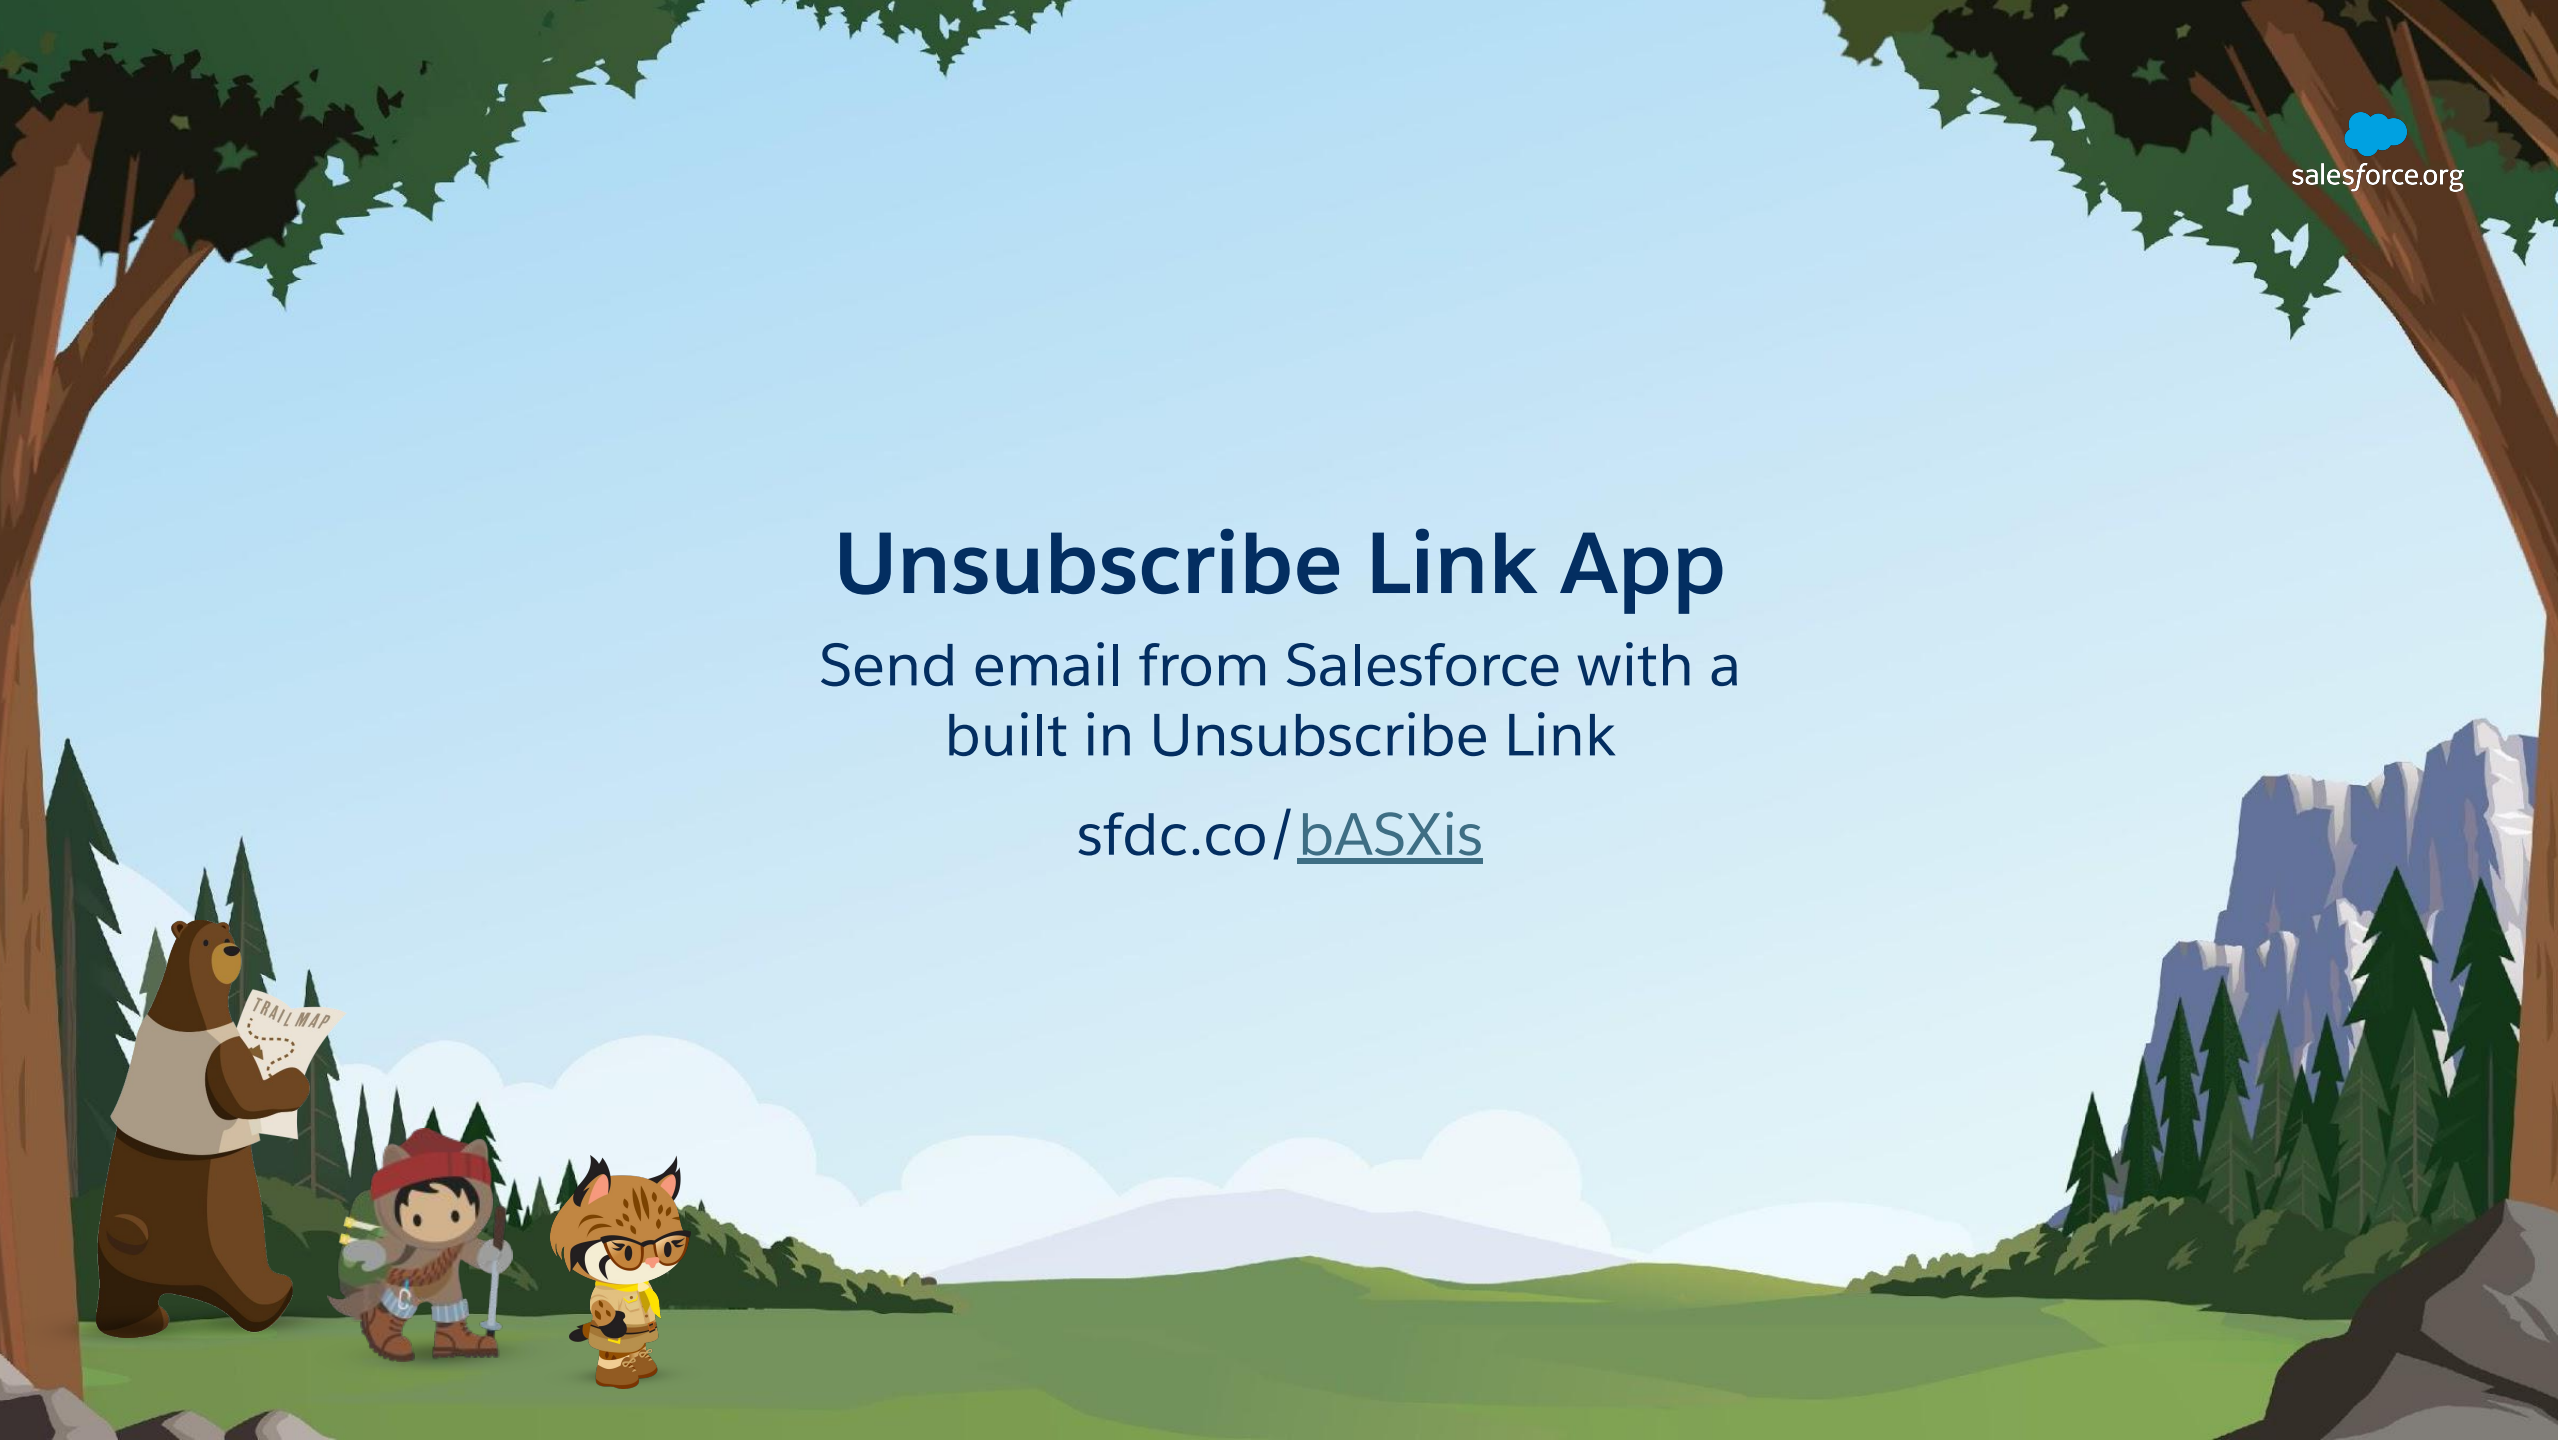 salesforce.org
Unsubscribe Link App
Send email from Salesforce with a
built in Unsubscribe Link
sfdc.co/bASXis
TRAIL MAP